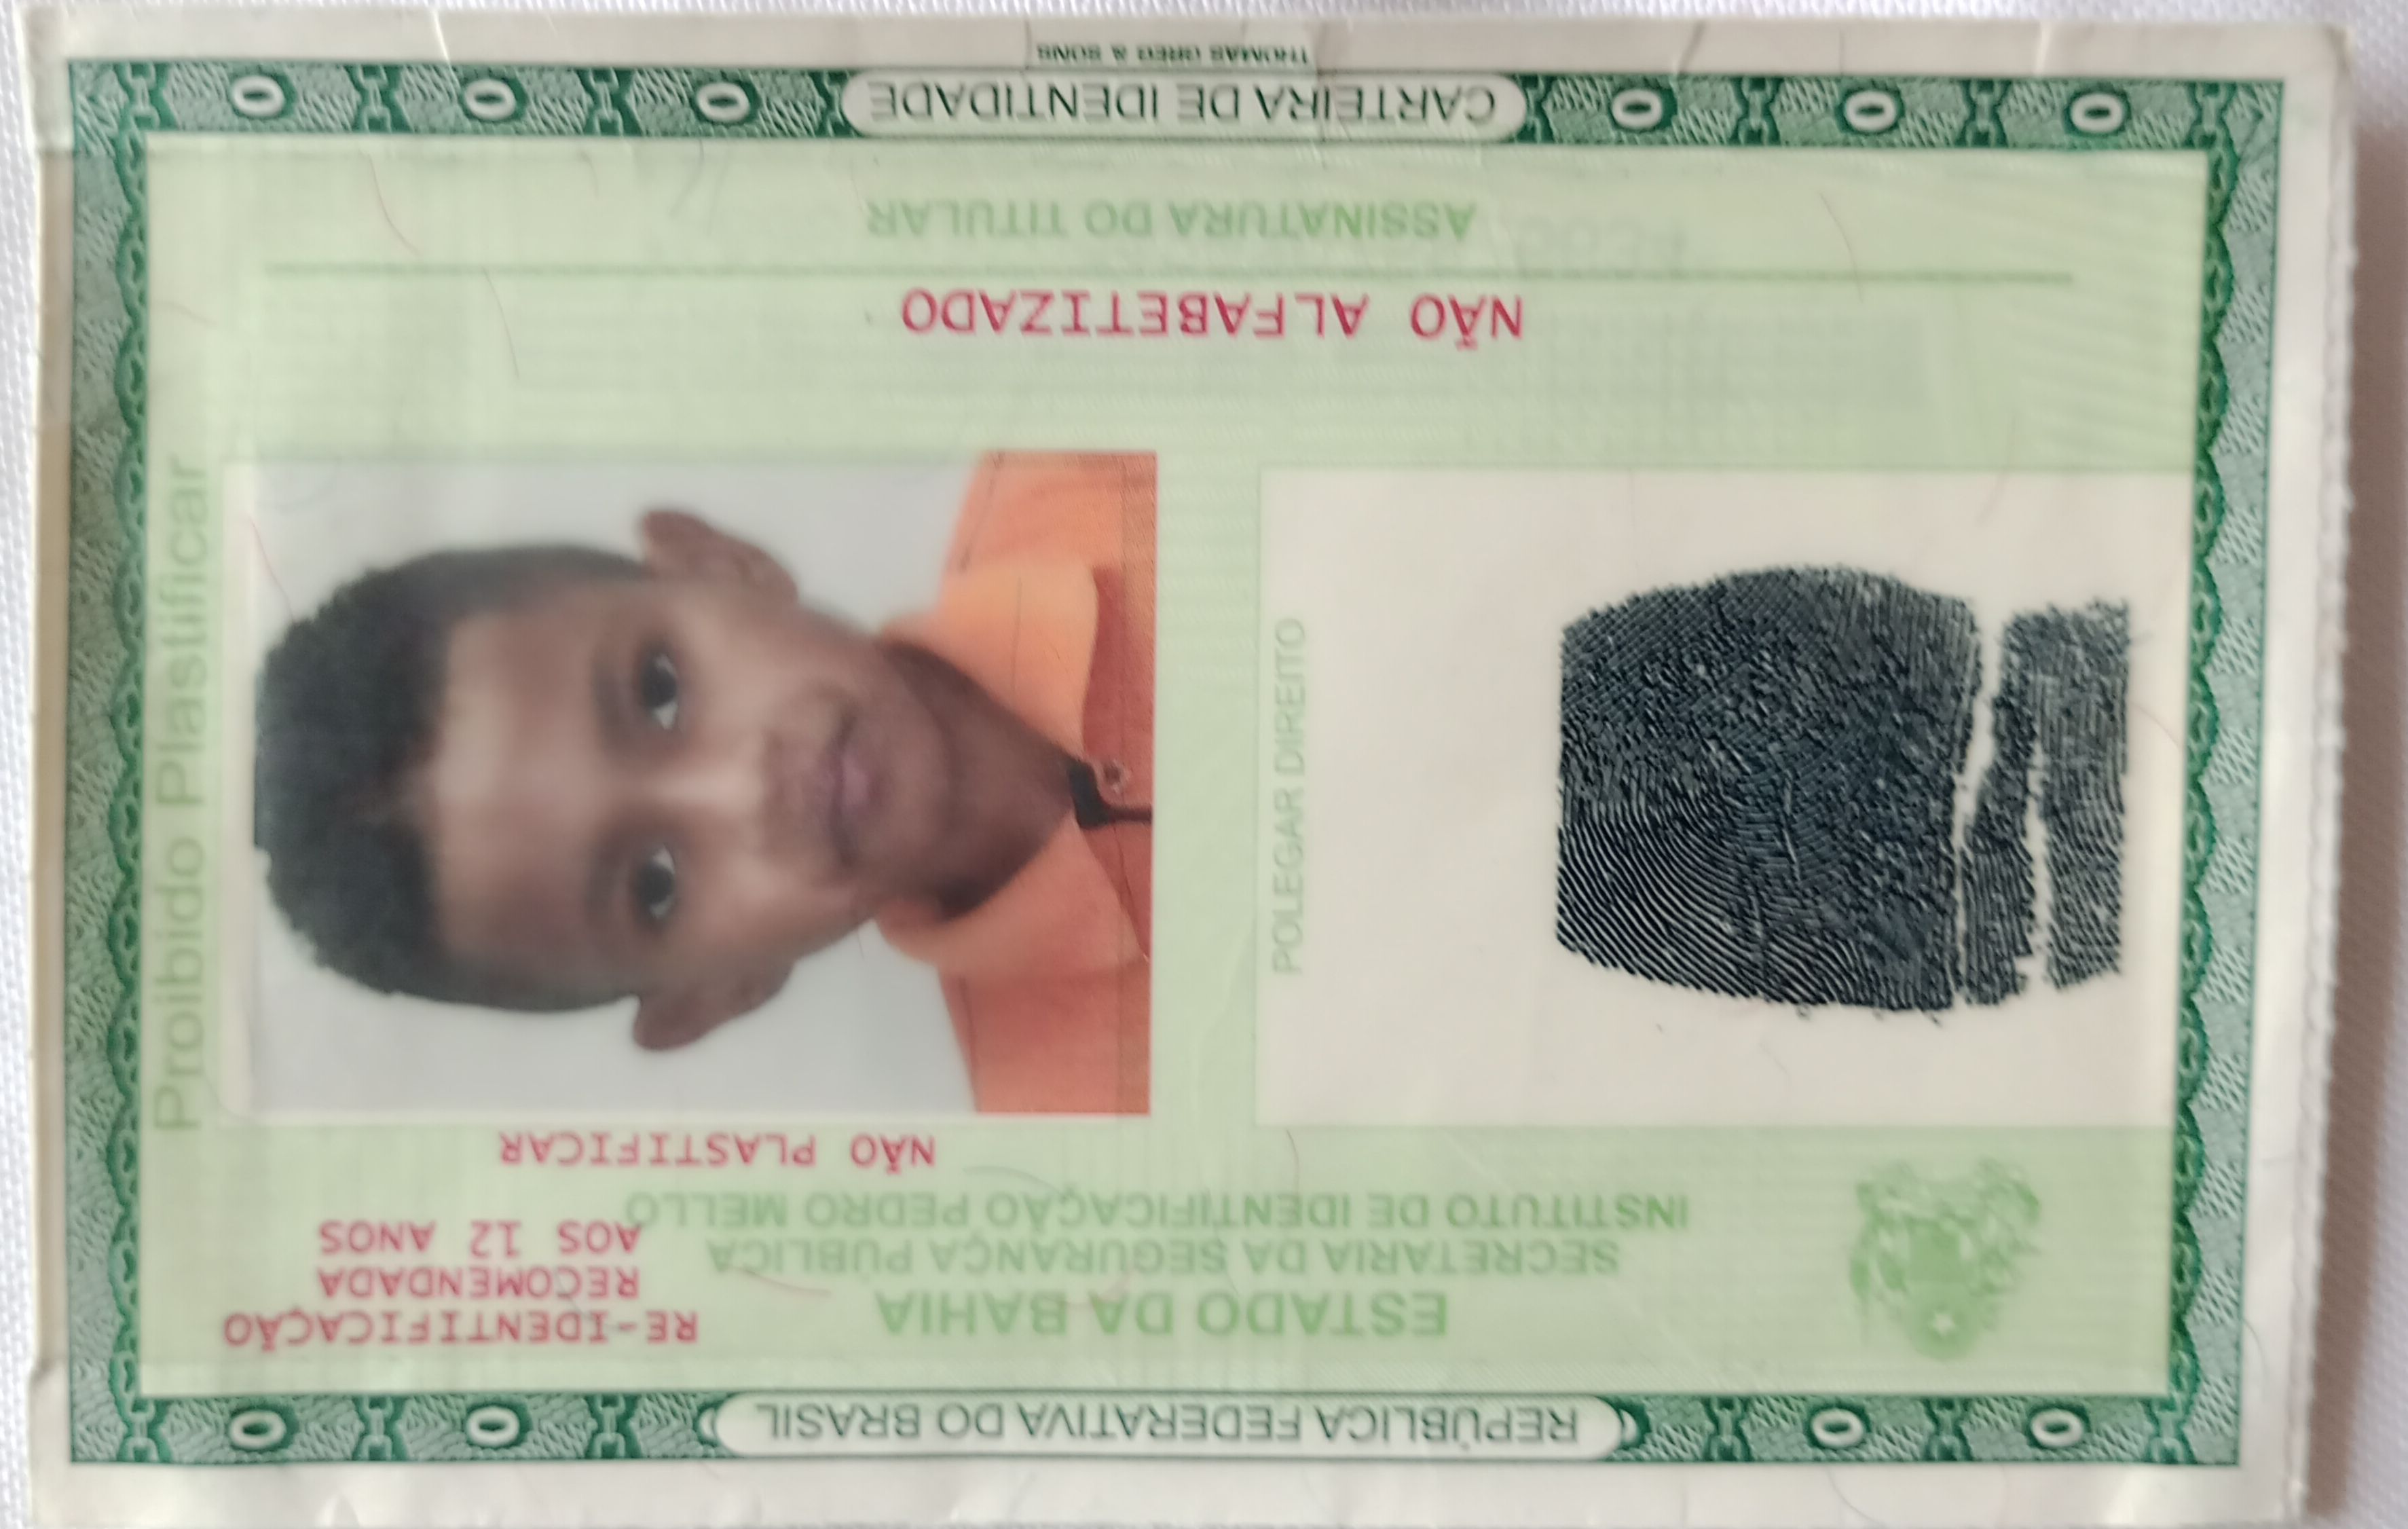 REPÚBLICA FEDERATIVA DO BRASIL
ESTADO DA BAHIA
SECRETARIA DA SEGURANÇA PÚBLICA
INSTITUTO DE IDENTIFICAÇÃO PEDRO MELLO
RE-IDENTIFICAÇÃO
RECOMENDADA
AOS 12 ANOS
NÃO PLASTIFICAR
POLEGAR DIREITO
Proibido Plastificar
NÃO ALFABETIZADO
ASSINATURA DO TITULAR
CARTEIRA DE IDENTIDADE
THOMAS GREG & SONS